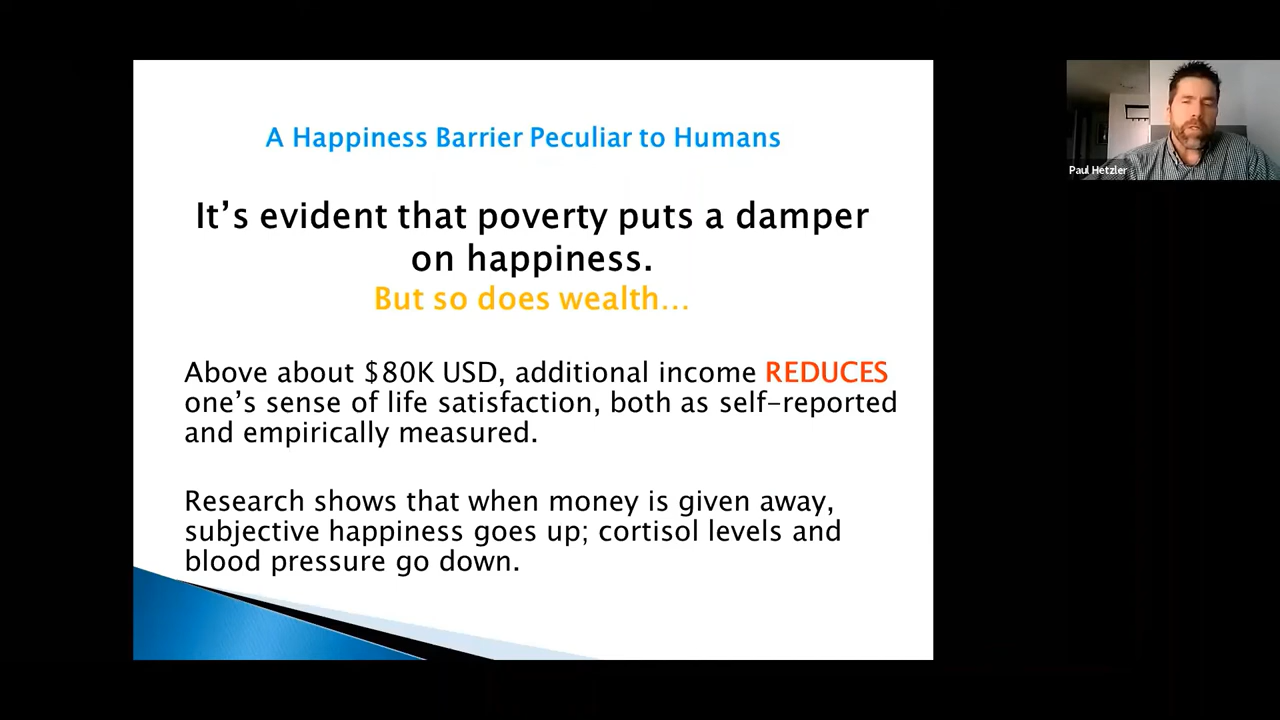 A Happiness Barrier Peculiar to Humans
It’s evident that poverty puts a damper
on happiness.
But so does wealth…
Above about $80K USD, additional income REDUCES
one’s sense of life satisfaction, both as self-reported
and empirically measured.
Research shows that when money is given away,
subjective happiness goes up; cortisol levels and
blood pressure go down.
Paul Hetzler